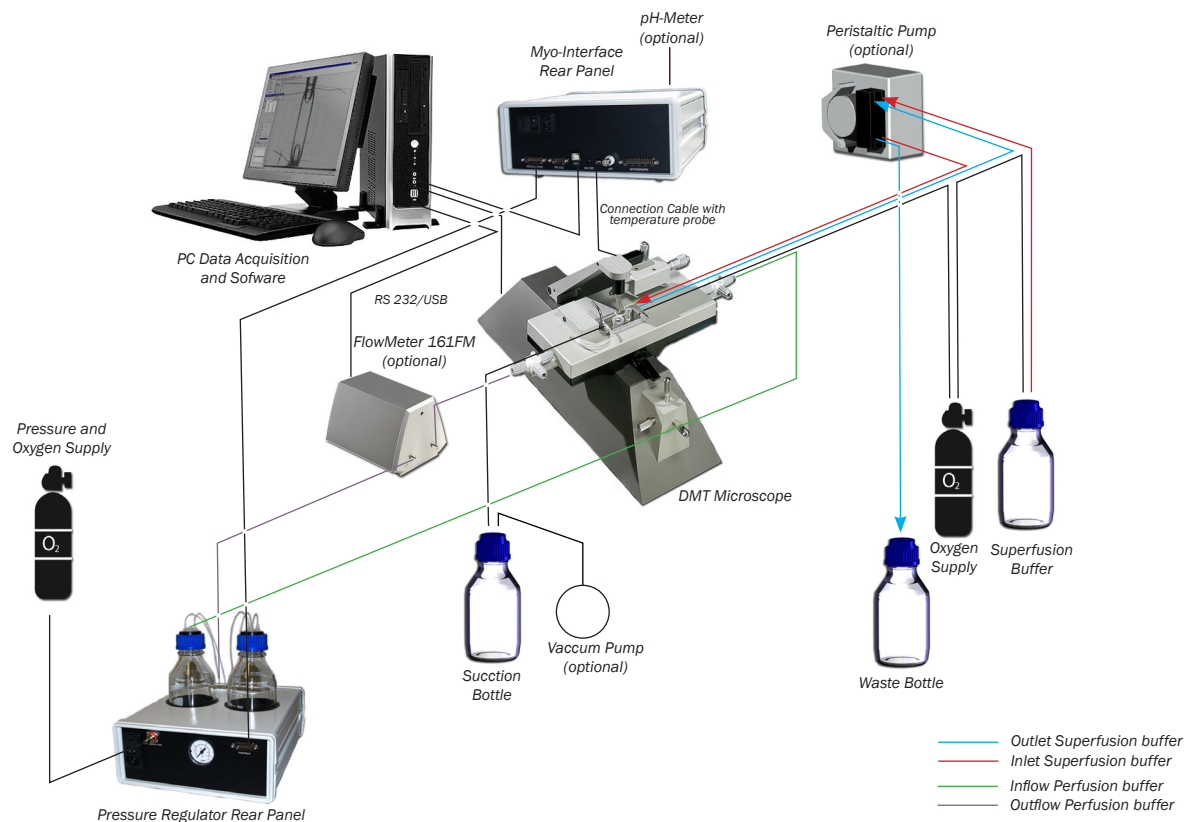 pH-Meter
(optional)
Myo-Interface
Rear Panel
Peristaltic Pump
(optional)
Connection Cable with
temperature probe
PC Data Acquisition
and Sofware
RS 232/USB
FlowMeter 161FM
(optional)
Pressure and
Oxygen Supply
O2
DMT Microscope
O2
Oxygen
Supply
Superfusion
Buffer
Vaccum Pump
(optional)
Sucction
Bottle
Waste Bottle
Outlet Superfusion buffer
Inlet Superfusion buffer
Inflow Perfusion buffer
Outflow Perfusion buffer
Pressure Regulator Rear Panel